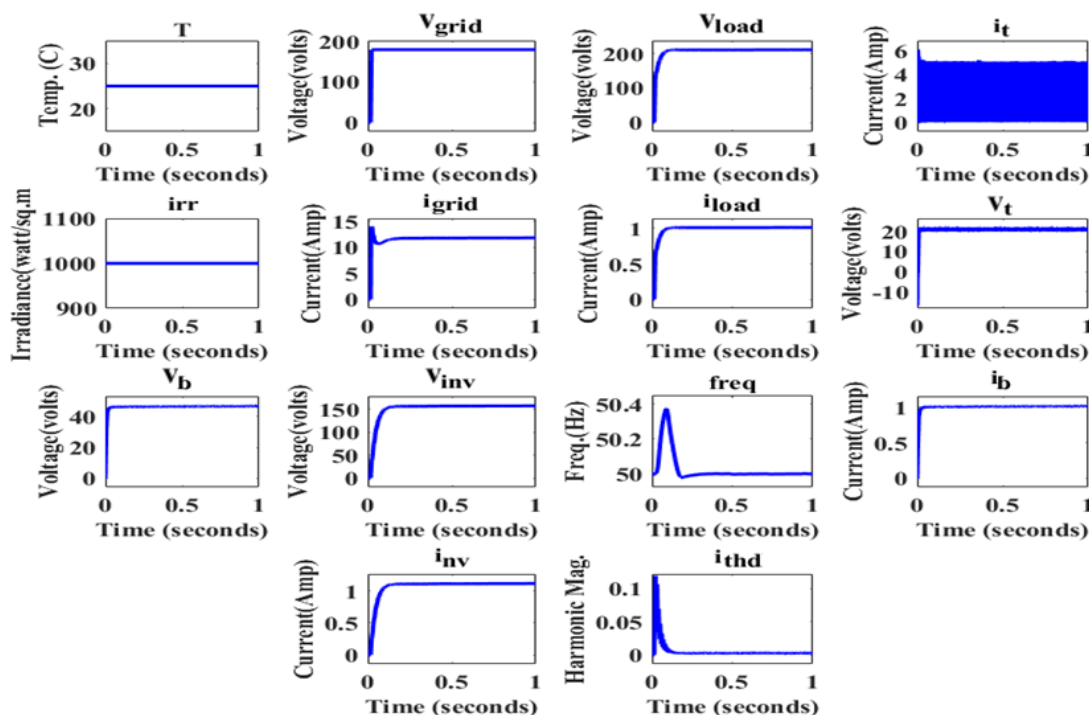 T
Temp. (C)
30
20
0 0.5 1
Time (seconds)
Vgrid
Voltage(volts)
200
100
0
0 0.5 1
Time (seconds)
Vload
Voltage(volts)
200
100
0
0 0.5 1
Time (seconds)
it
Current(Amp)
6
4
2
0
0 0.5 1
Time (seconds)
irr
Irradiance(watt/sq.m)
1100
1000
900
0 0.5 1
Time (seconds)
igrid
Current(Amp)
15
10
5
0
0 0.5 1
Time (seconds)
iload
Current(Amp)
1
0.5
0
0 0.5 1
Time (seconds)
Vt
Voltage(volts)
20
10
0
-10
0 0.5 1
Time (seconds)
Vb
Voltage(volts)
40
20
0
0 0.5 1
Time (seconds)
Vinv
Voltage(volts)
150
100
50
0
0 0.5 1
Time (seconds)
freq
Freq.(Hz)
50.4
50.2
50
0 0.5 1
Time (seconds)
ib
Current(Amp)
1
0.5
0
0 0.5 1
Time (seconds)
inv
Current(Amp)
1
0.5
0
0 0.5 1
Time (seconds)
ithd
Harmonic Mag.
0.1
0.05
0
0 0.5 1
Time (seconds)